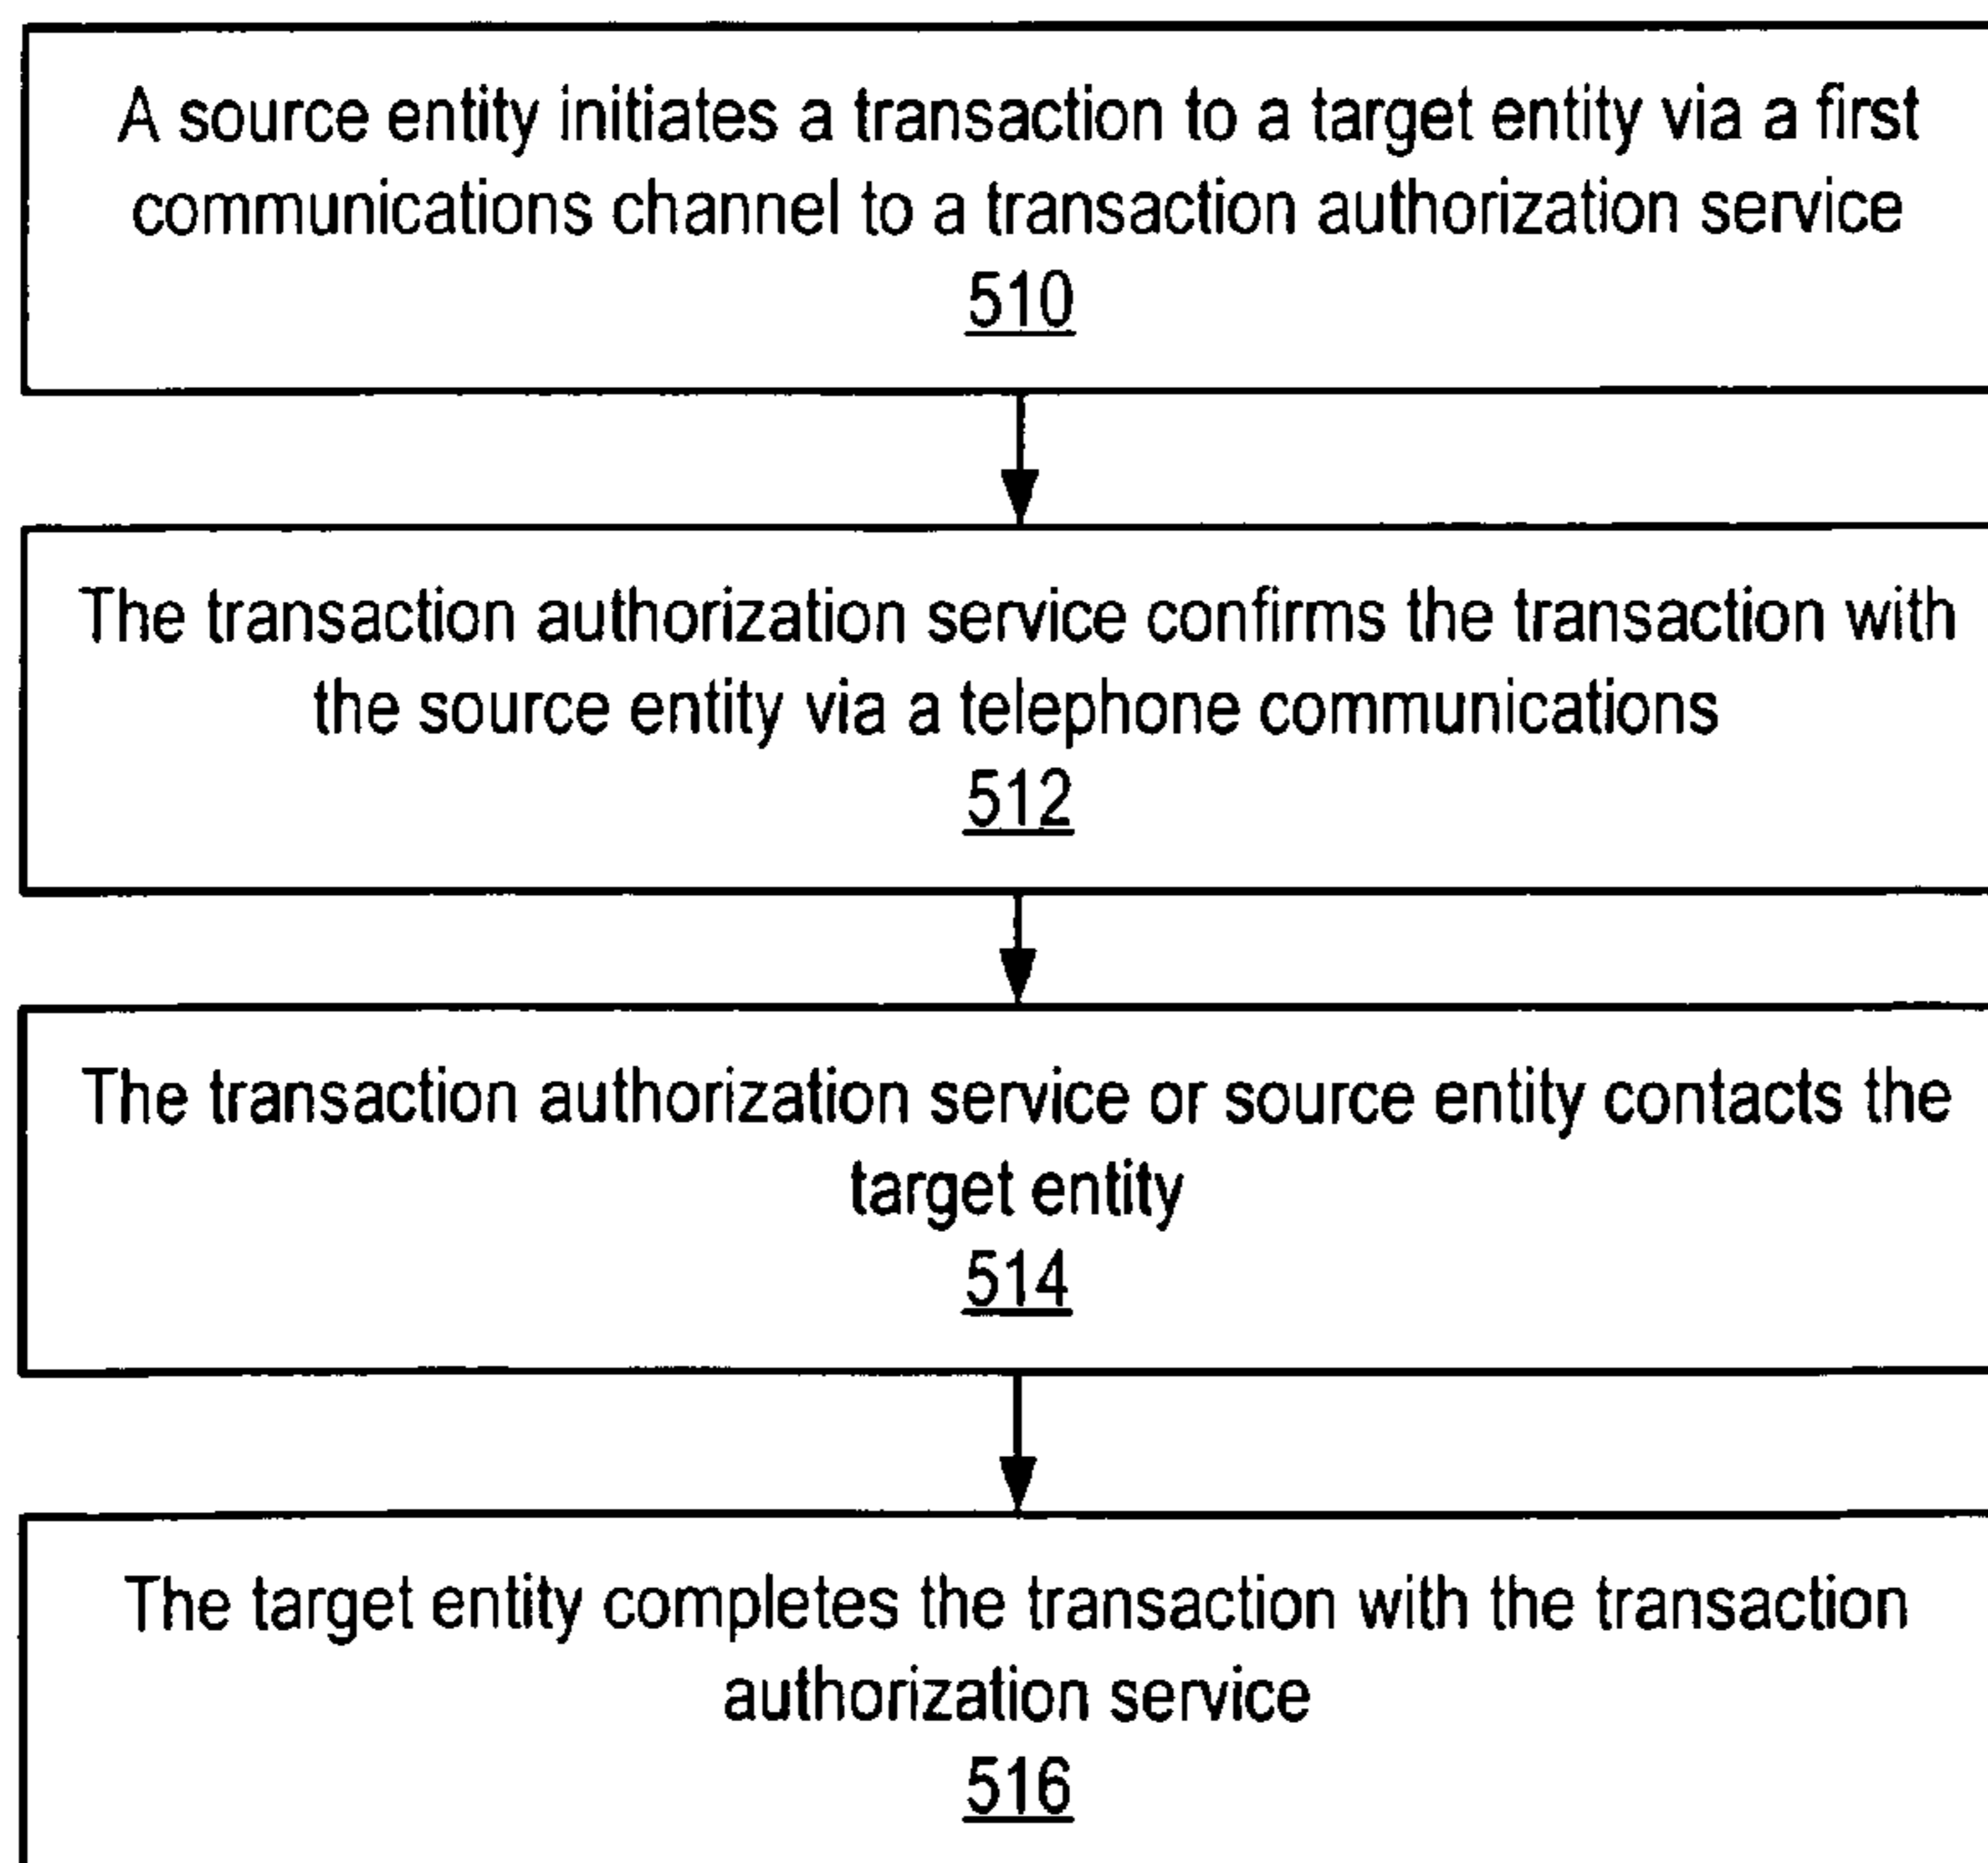 A source entity initiates a transaction to a target entity via a first
communications channel to a transaction authorization service
510
The transaction authorization service confirms the transaction with
the source entity via a telephone communications
512
The transaction authorization service or source entity contacts the
target entity
514
The target entity completes the transaction with the transaction
authorization service
516